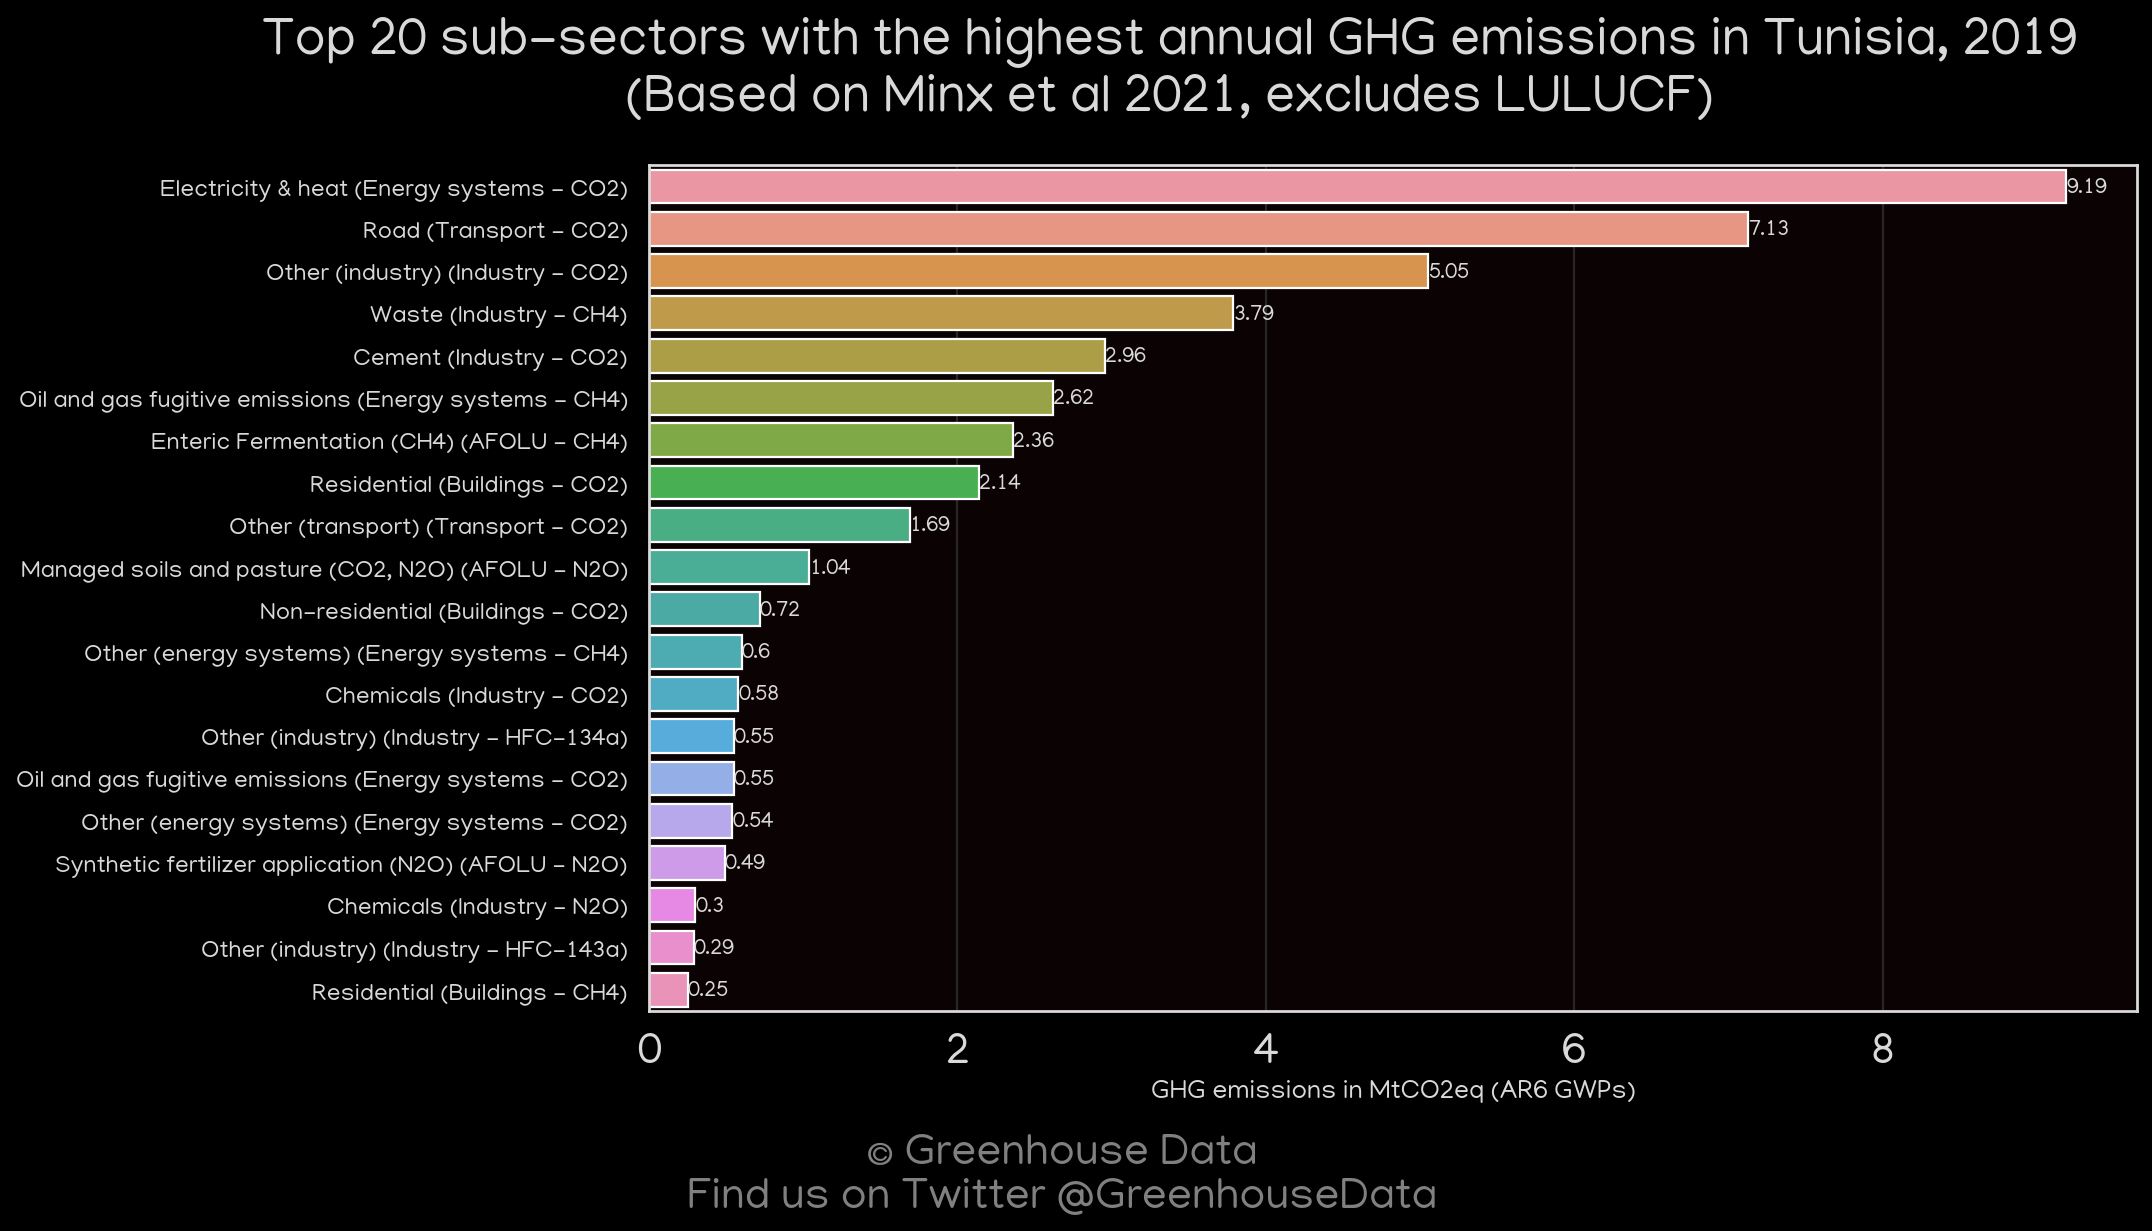 Top 20 sub-sectors with the highest annual GHG emissions in Tunisia, 2019
(Based on Minx et al 2021, excludes LULUCF)
Electricity & heat (Energy systems - CO2) 9.19
Road (Transport - CO2) 7.13
Other (industry) (Industry - CO2) 5.05
Waste (Industry - CH4) 3.79
Cement (Industry - CO2) 2.96
Oil and gas fugitive emissions (Energy systems - CH4) 2.62
Enteric Fermentation (CH4) (AFOLU - CH4) 2.36
Residential (Buildings - CO2) 2.14
Other (transport) (Transport - CO2) 1.69
Managed soils and pasture (CO2, N2O) (AFOLU - N2O) 1.04
Non-residential (Buildings - CO2) 0.72
Other (energy systems) (Energy systems - CH4) 0.6
Chemicals (Industry - CO2) 0.58
Other (industry) (Industry - HFC-134a) 0.55
Oil and gas fugitive emissions (Energy systems - CO2) 0.55
Other (energy systems) (Energy systems - CO2) 0.54
Synthetic fertilizer application (N2O) (AFOLU - N2O) 0.49
Chemicals (Industry - N2O) 0.3
Other (industry) (Industry - HFC-143a) 0.29
Residential (Buildings - CH4) 0.25
0 2 4 6 8
GHG emissions in MtCO2eq (AR6 GWPs)
© Greenhouse Data
Find us on Twitter @GreenhouseData